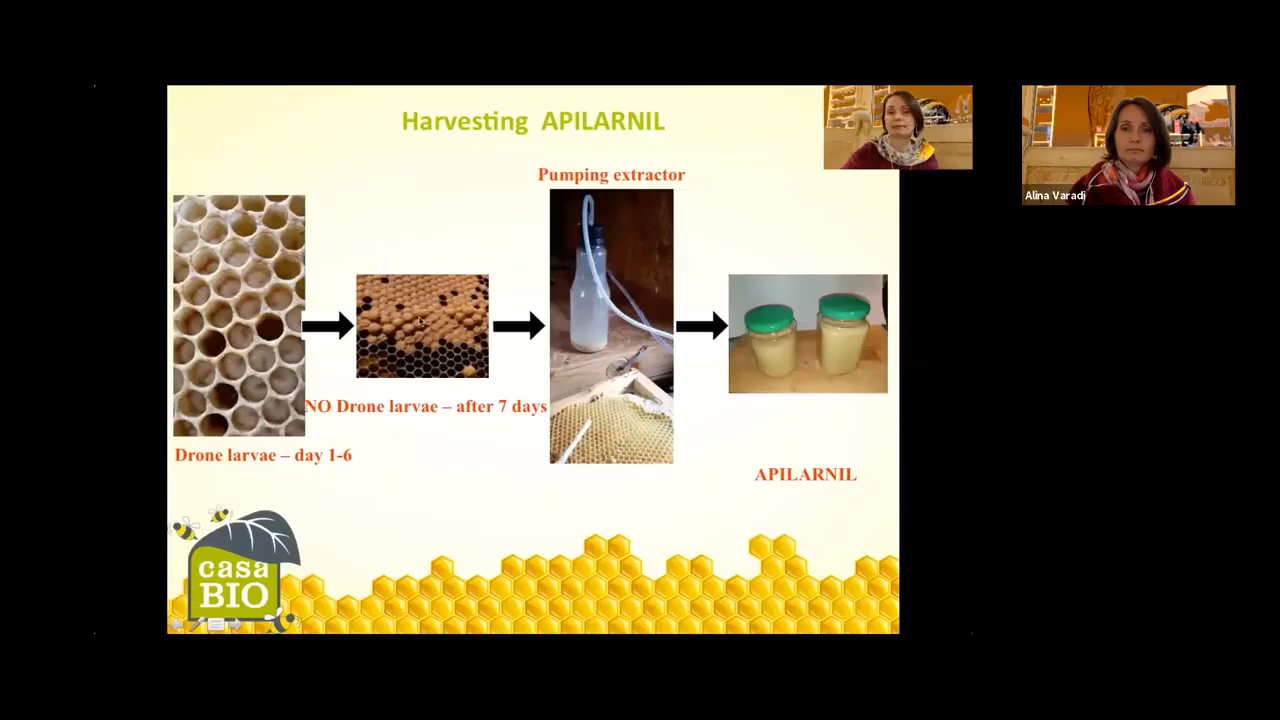 Harvesting APILARNIL
Pumping extractor
NO Drone larvae – after 7 days
Drone larvae – day 1-6
APILARNIL
casa
BIO
Alina Varadi